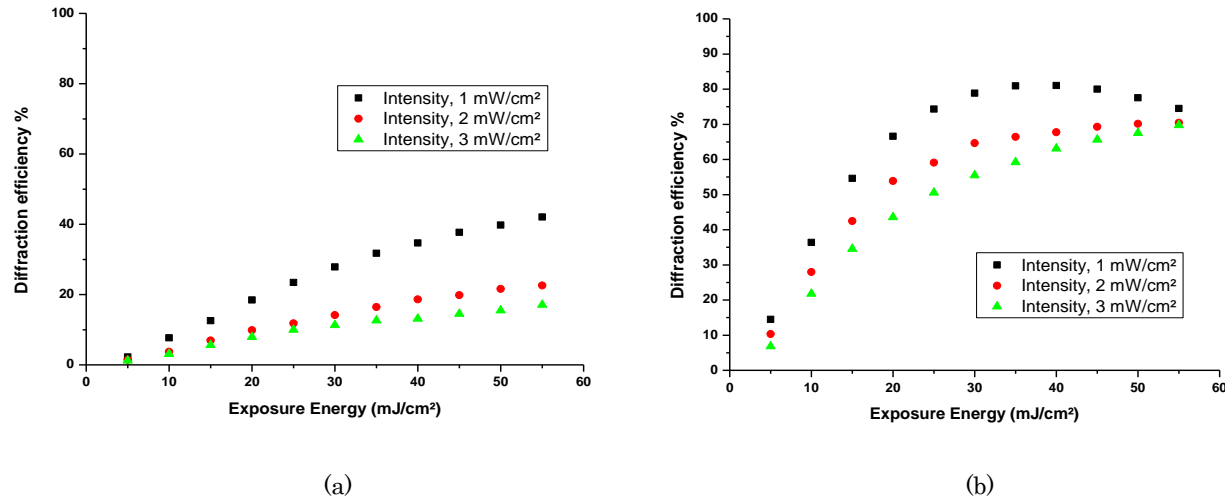 100
80
60
40
20
0
Diffraction efficiency %
Intensity, 1 mW/cm²
Intensity, 2 mW/cm²
Intensity, 3 mW/cm²
0 10 20 30 40 50 60
Exposure Energy (mJ/cm²)
(a)
100
90
80
70
60
50
40
30
20
10
0
Diffraction efficiency %
Intensity, 1 mW/cm²
Intensity, 2 mW/cm²
Intensity, 3 mW/cm²
0 10 20 30 40 50 60
Exposure Energy (mJ/cm²)
(b)